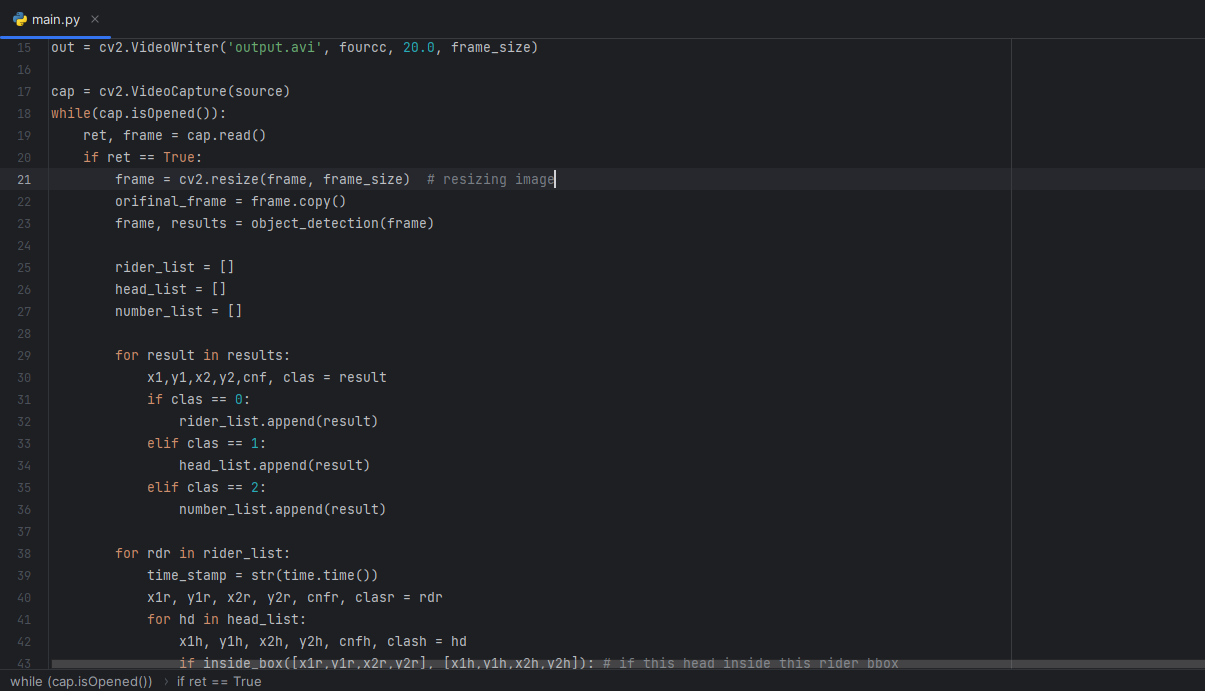 main.py ×
15 out = cv2.VideoWriter('output.avi', fourcc, 20.0, frame_size)
16
17 cap = cv2.VideoCapture(source)
18 while(cap.isOpened()):
19     ret, frame = cap.read()
20     if ret == True:
21         frame = cv2.resize(frame, frame_size)  # resizing image
22         orifinal_frame = frame.copy()
23         frame, results = object_detection(frame)
24
25         rider_list = []
26         head_list = []
27         number_list = []
28
29         for result in results:
30             x1,y1,x2,y2,cnf, clas = result
31             if clas == 0:
32                 rider_list.append(result)
33             elif clas == 1:
34                 head_list.append(result)
35             elif clas == 2:
36                 number_list.append(result)
37
38         for rdr in rider_list:
39             time_stamp = str(time.time())
40             x1r, y1r, x2r, y2r, cnfr, clasr = rdr
41             for hd in head_list:
42                 x1h, y1h, x2h, y2h, cnfh, clash = hd
43                 if inside_box([x1r,y1r,x2r,y2r], [x1h,y1h,x2h,y2h]): # if this head inside this rider bbox
while (cap.isOpened()) › if ret == True